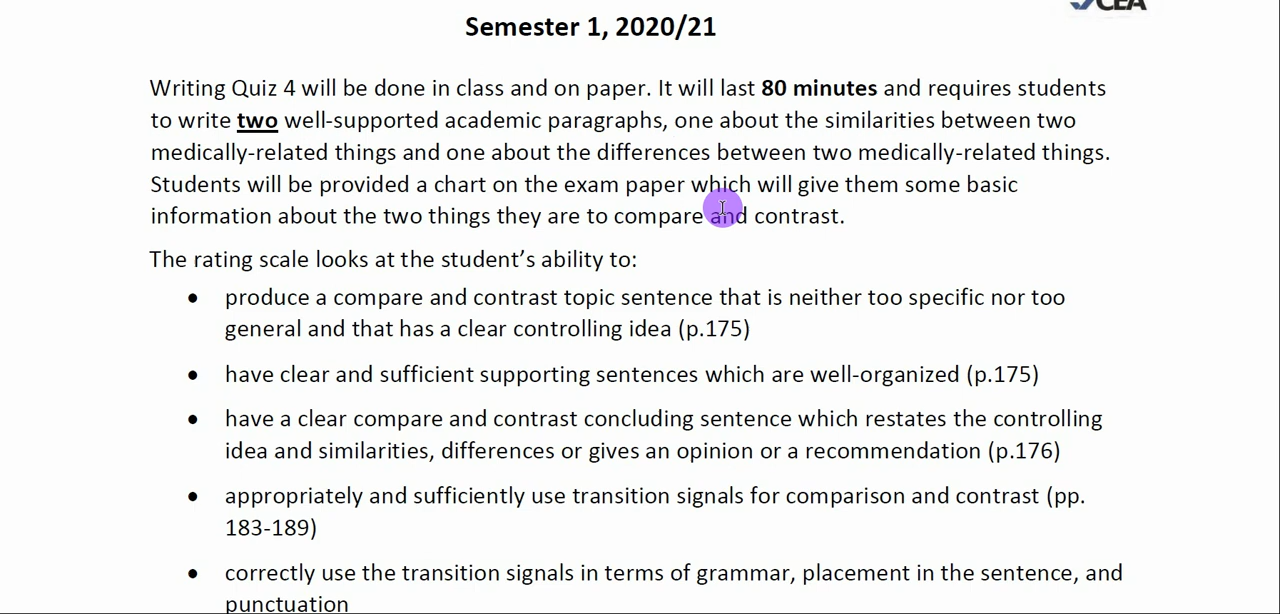 CEA
Semester 1, 2020/21
Writing Quiz 4 will be done in class and on paper. It will last 80 minutes and requires students
to write two well-supported academic paragraphs, one about the similarities between two
medically-related things and one about the differences between two medically-related things.
Students will be provided a chart on the exam paper which will give them some basic
information about the two things they are to compare and contrast.
The rating scale looks at the student’s ability to:
• produce a compare and contrast topic sentence that is neither too specific nor too
general and that has a clear controlling idea (p.175)
• have clear and sufficient supporting sentences which are well-organized (p.175)
• have a clear compare and contrast concluding sentence which restates the controlling
idea and similarities, differences or gives an opinion or a recommendation (p.176)
• appropriately and sufficiently use transition signals for comparison and contrast (pp.
183-189)
• correctly use the transition signals in terms of grammar, placement in the sentence, and
punctuation